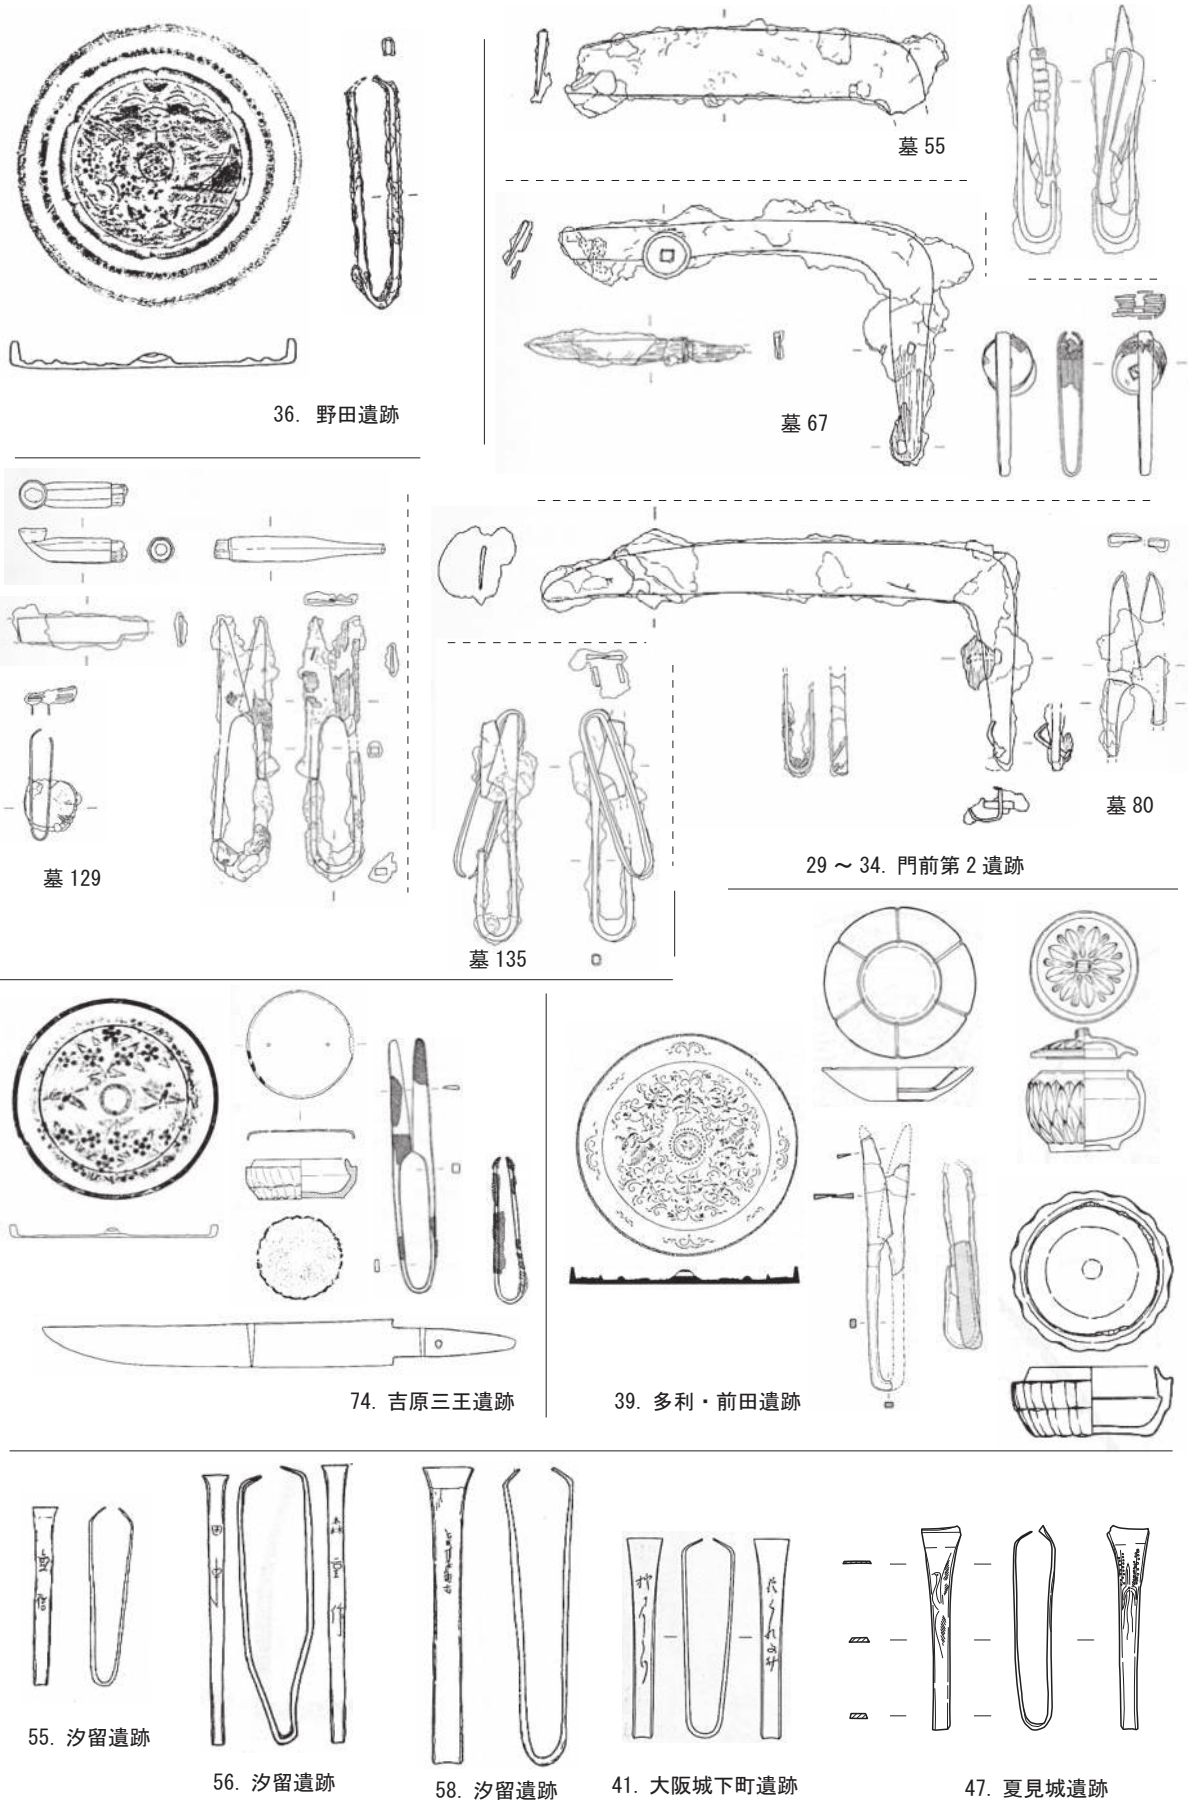 墓 55
36. 野田遺跡
墓 67
墓 129
墓 80
29 ～ 34. 門前第 2 遺跡
墓 135
74. 吉原三王遺跡
39. 多利・前田遺跡
55. 汐留遺跡
56. 汐留遺跡
58. 汐留遺跡
41. 大阪城下町遺跡
47. 夏見城遺跡